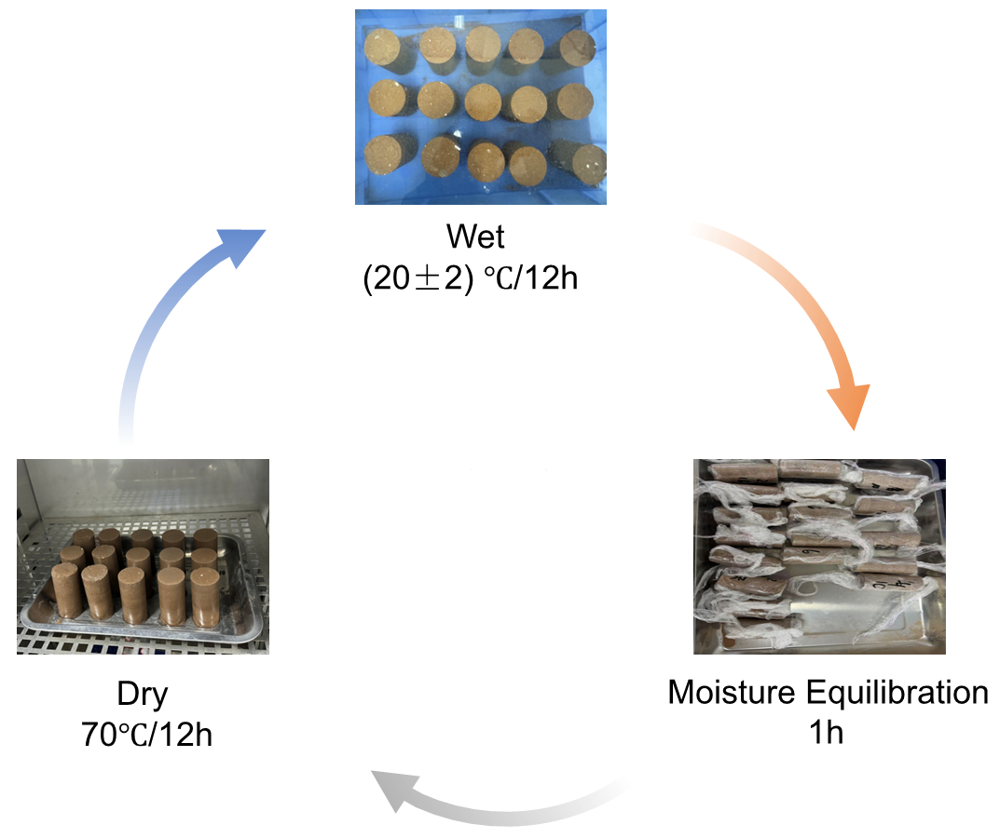 Wet
(20±2) ℃/12h
Dry
70℃/12h
Moisture Equilibration
1h